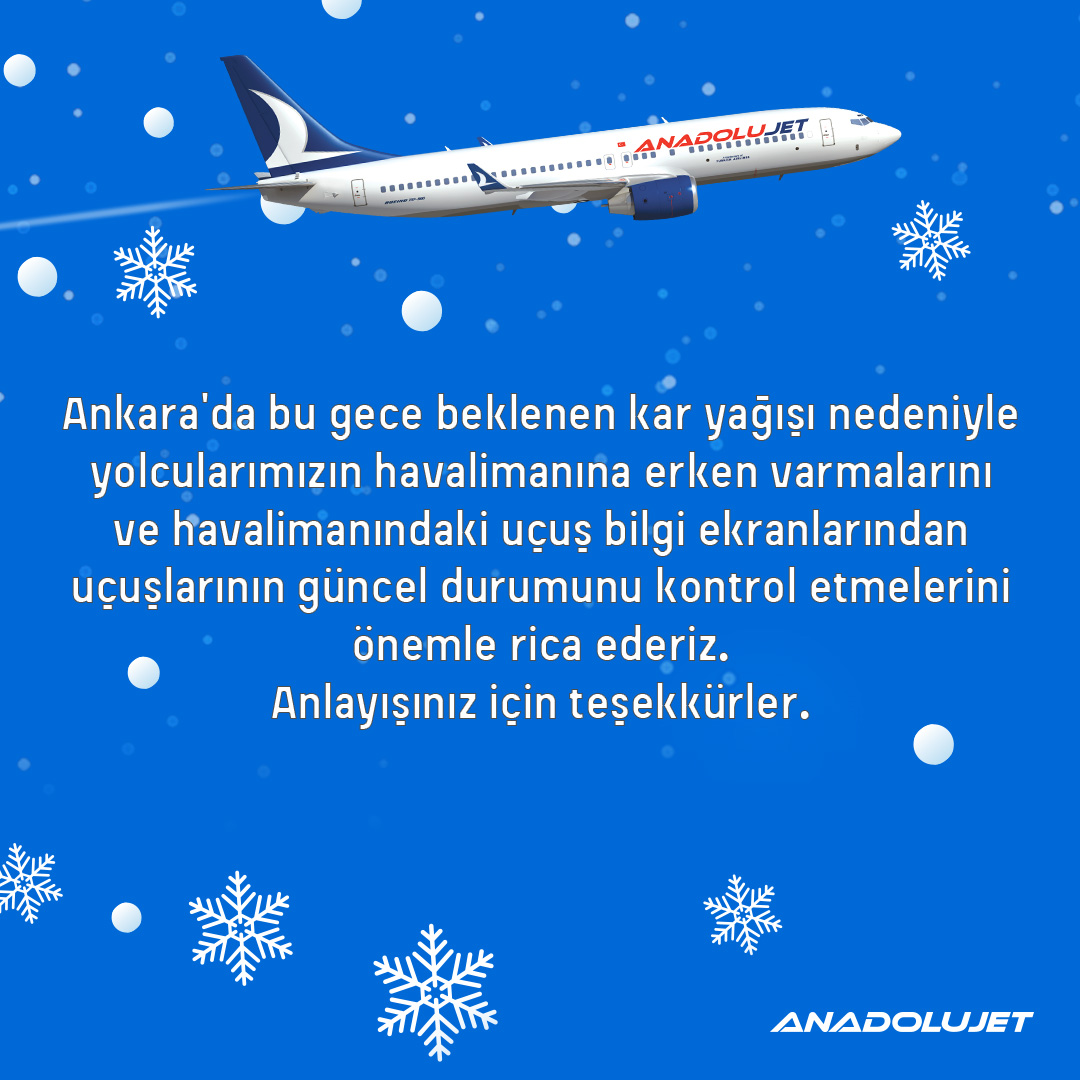 ANADOLUJET
Ankara'da bu gece beklenen kar yağışı nedeniyle
yolcularımızın havalimanına erken varmalarını
ve havalimanındaki uçuş bilgi ekranlarından
uçuşlarının güncel durumunu kontrol etmelerini
önemle rica ederiz.
Anlayışınız için teşekkürler.
ANADOLUJET